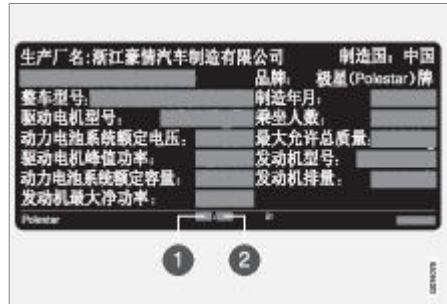 生产厂名：浙江豪情汽车制造有限公司 制造国：中国
品牌： 极星(Polestar)牌
整车型号： 制造年月：
驱动电机型号： 乘坐人数：
动力电池系统额定电压： 最大允许总质量：
驱动电机峰值功率： 发动机型号：
动力电池系统额定容量： 发动机排量：
发动机最大净功率：
Polestar
1 2